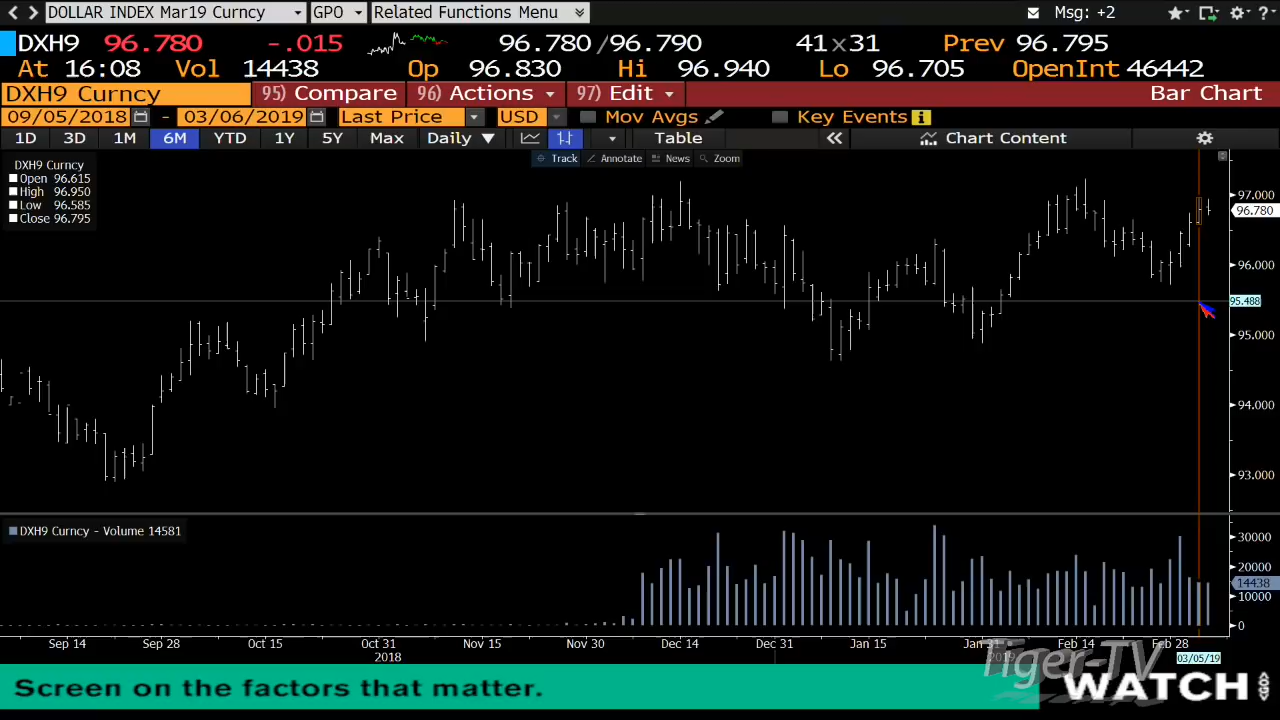 DOLLAR INDEX Mar19 Curncy GPO Related Functions Menu Msg: +2
DXH9 96.780 -.015 96.780/96.790 41x31 Prev 96.795
At 16:08 Vol 14438 Op 96.830 Hi 96.940 Lo 96.705 OpenInt 46442
DXH9 Curncy 95) Compare 96) Actions 97) Edit Bar Chart
09/05/2018 - 03/06/2019 Last Price USD Mov Avgs Key Events
1D 3D 1M 6M YTD 1Y 5Y Max Daily Table Chart Content
Track Annotate News Zoom
DXH9 Curncy
Open 96.615
High 96.950
Low 96.585
Close 96.795
97.000
96.780
96.000
95.488
95.000
94.000
93.000
DXH9 Curncy - Volume 14581
30000
20000
14438
10000
0
Sep 14 Sep 28 Oct 15 Oct 31 Nov 15 Nov 30 Dec 14 Dec 31 Jan 15 Jan 31 Feb 14 Feb 28
2018 2019 03/05/19
Tiger-TV
Screen on the factors that matter. WATCH